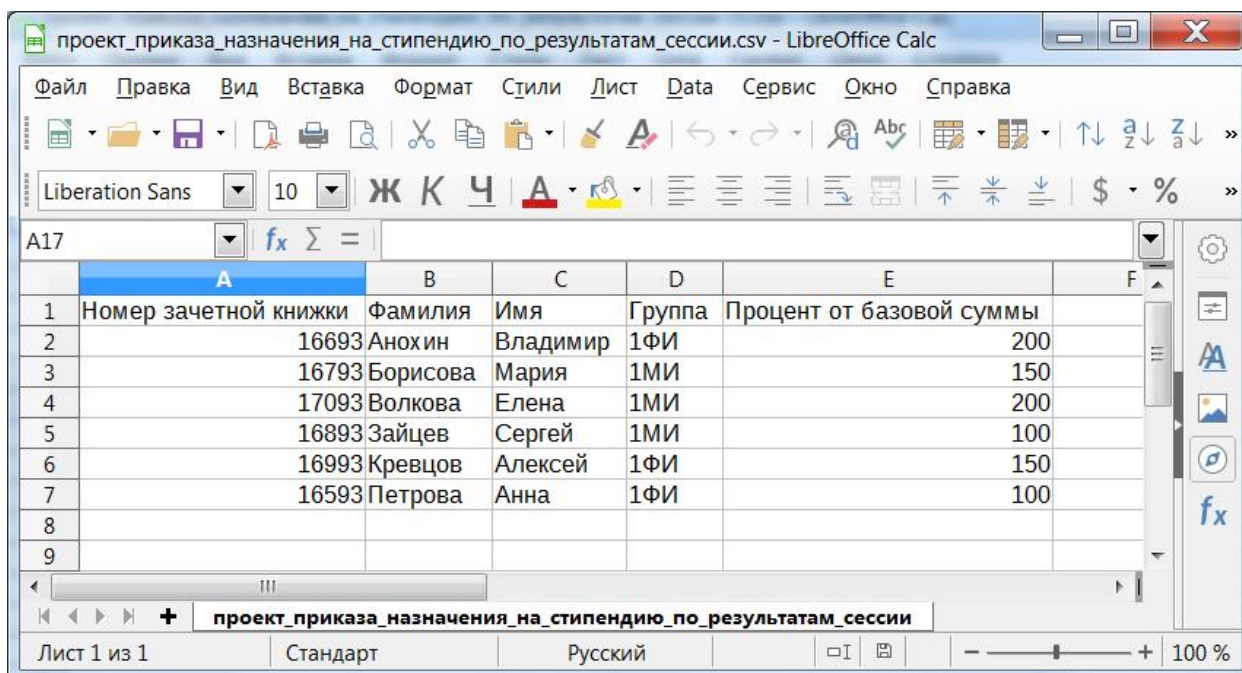 проект_приказа_назначения_на_стипендию_по_результатам_сессии.csv - LibreOffice Calc
Файл Правка Вид Вставка Формат Стили Лист Data Сервис Окно Справка
Liberation Sans 10 Ж К Ч А $ %
A17 fx Σ =
A B C D E F
1 Номер зачетной книжки Фамилия Имя Группа Процент от базовой суммы
2 16693 Анохин Владимир 1ФИ 200
3 16793 Борисова Мария 1МИ 150
4 17093 Волкова Елена 1МИ 200
5 16893 Зайцев Сергей 1МИ 100
6 16993 Кревцов Алексей 1ФИ 150
7 16593 Петрова Анна 1ФИ 100
8
9
проект_приказа_назначения_на_стипендию_по_результатам_сессии
Лист 1 из 1 Стандарт Русский 100 %